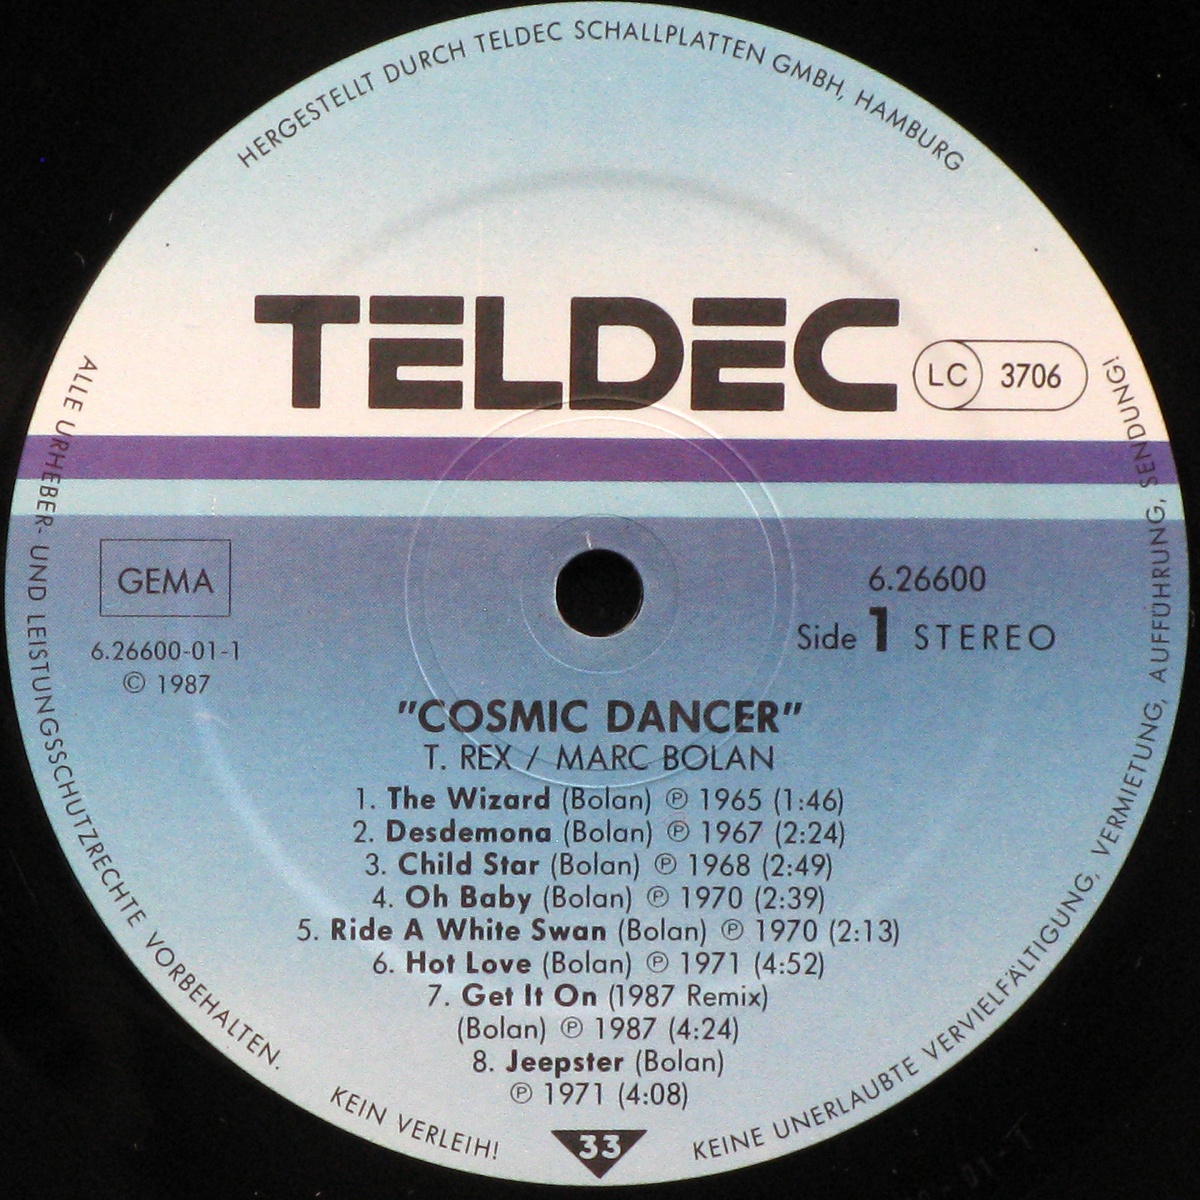 HERGESTELLT DURCH TELDEC SCHALLPLATTEN GMBH, HAMBURG
TELDEC
LC 3706
GEMA
6.26600-01-1
© 1987
6.26600
Side 1 STEREO
"COSMIC DANCER"
T. REX / MARC BOLAN
1. The Wizard (Bolan) ℗ 1965 (1:46)
2. Desdemona (Bolan) ℗ 1967 (2:24)
3. Child Star (Bolan) ℗ 1968 (2:49)
4. Oh Baby (Bolan) ℗ 1970 (2:39)
5. Ride A White Swan (Bolan) ℗ 1970 (2:13)
6. Hot Love (Bolan) ℗ 1971 (4:52)
7. Get It On (1987 Remix)
(Bolan) ℗ 1987 (4:24)
8. Jeepster (Bolan)
℗ 1971 (4:08)
33
ALLE URHEBER- UND LEISTUNGSSCHUTZRECHTE VORBEHALTEN.
KEIN VERLEIH!
KEINE UNERLAUBTE VERVIELFÄLTIGUNG, VERMIETUNG, AUFFÜHRUNG, SENDUNG!